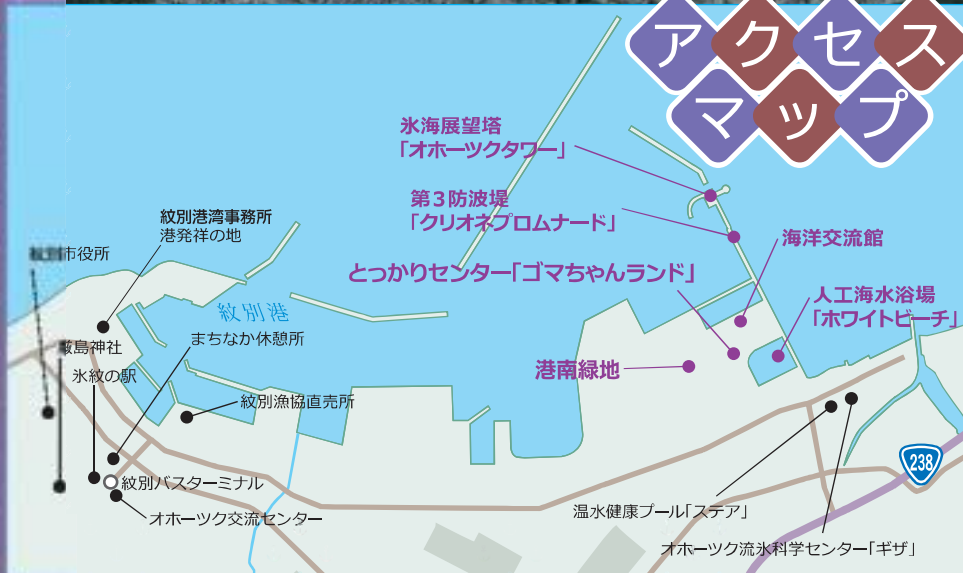 アクセス
マップ
氷海展望塔
「オホーツクタワー」
第3防波堤
「クリオネプロムナード」
紋別港湾事務所
港発祥の地
海洋交流館
市役所
とっかりセンター「ゴマちゃんランド」
人工海水浴場
「ホワイトビーチ」
紋別港
まちなか休憩所
厳島神社
氷紋の駅
港南緑地
紋別漁協直売所
238
紋別バスターミナル
オホーツク交流センター
温水健康プール「ステア」
オホーツク流氷科学センター「ギザ」